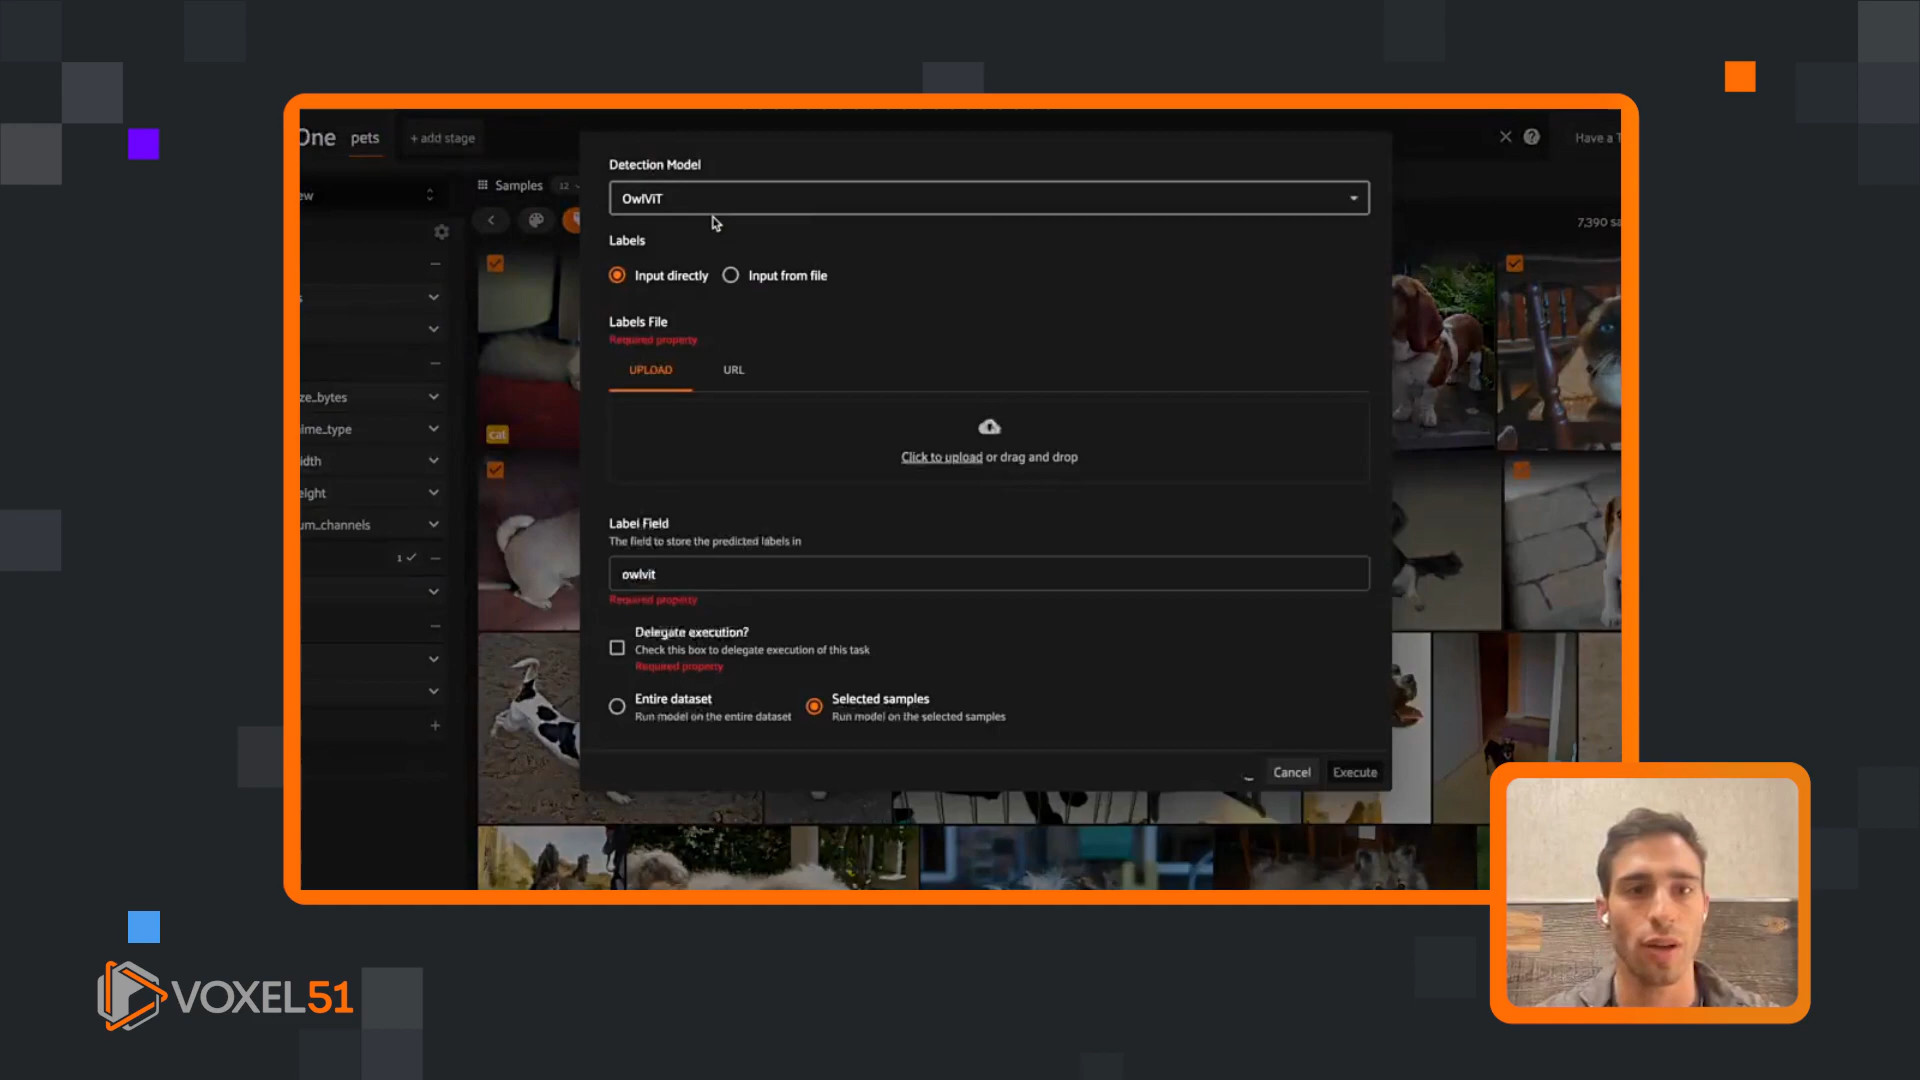 One pets + add stage
Have a T
ew
Samples 12
7,390 sa
Detection Model
OwlViT
Labels
Input directly Input from file
Labels File
Required property
UPLOAD URL
Click to upload or drag and drop
Label Field
The field to store the predicted labels in
owlvit
Required property
Delegate execution?
Check this box to delegate execution of this task
Required property
Entire dataset
Run model on the entire dataset
Selected samples
Run model on the selected samples
Cancel Execute
s
ze_bytes
ime_type
idth
eight
um_channels
1
cat
VOXEL51